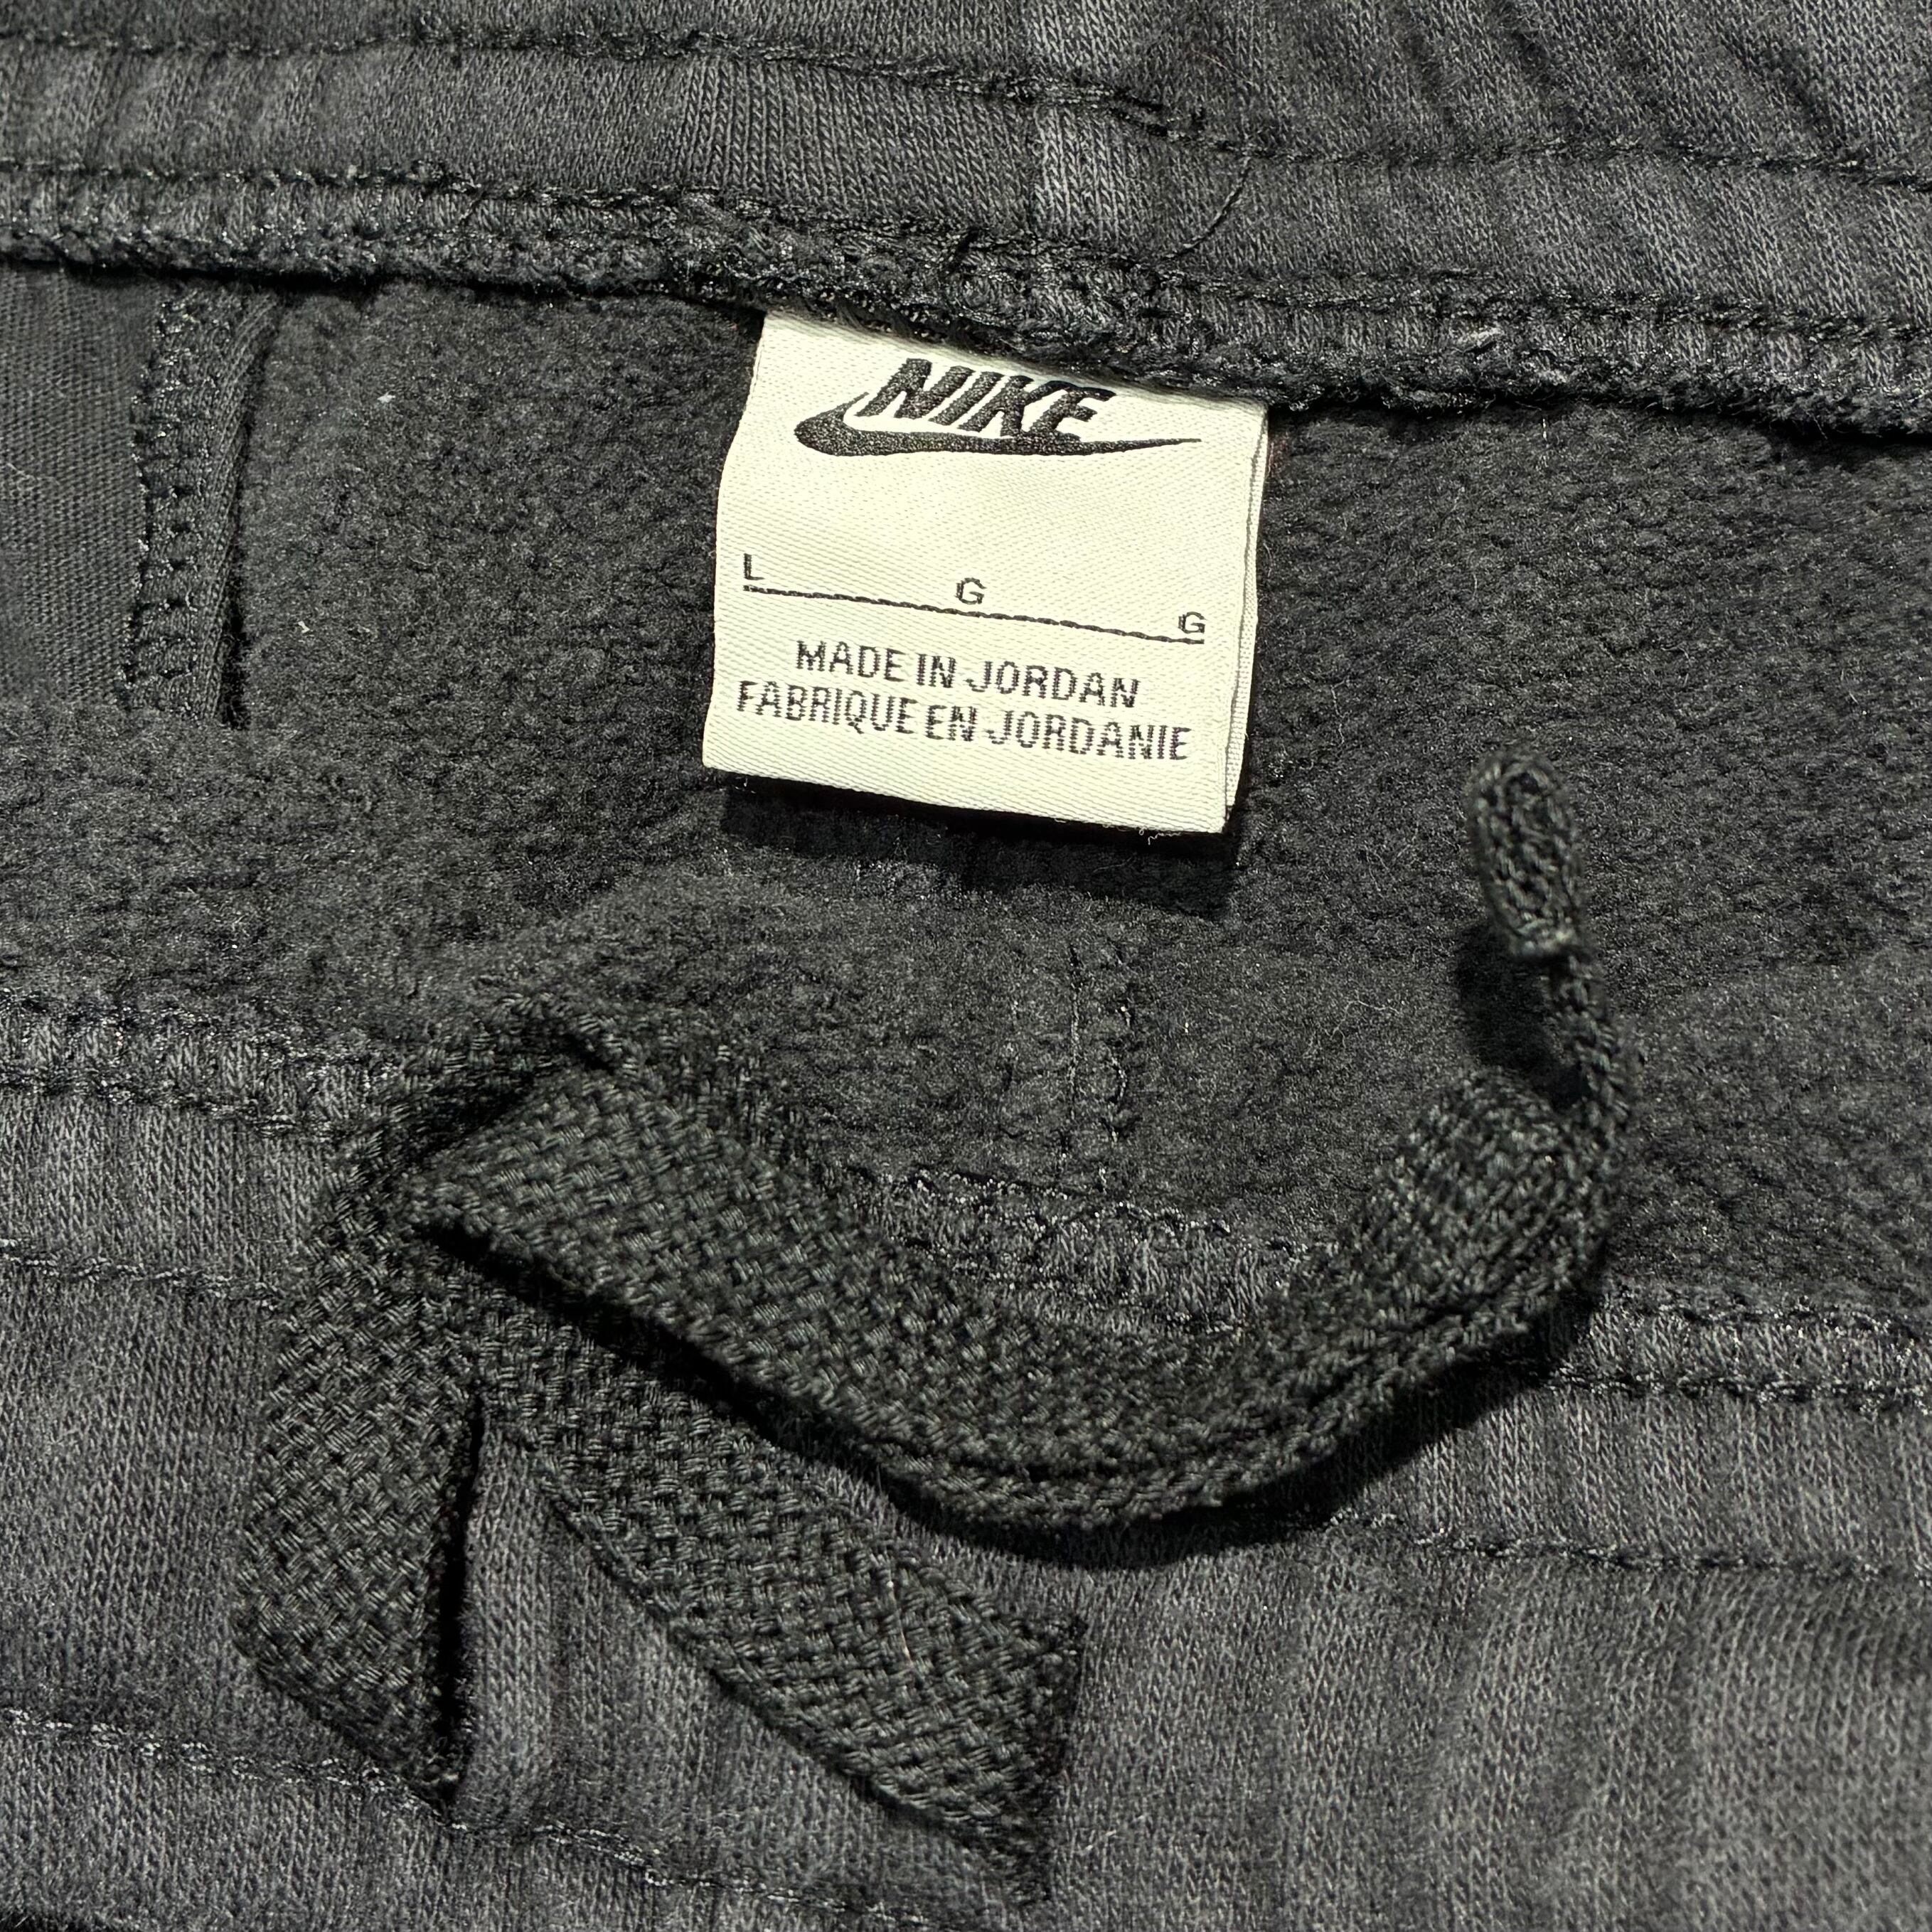 NIKE
L G G
MADE IN JORDAN
FABRIQUE EN JORDANIE